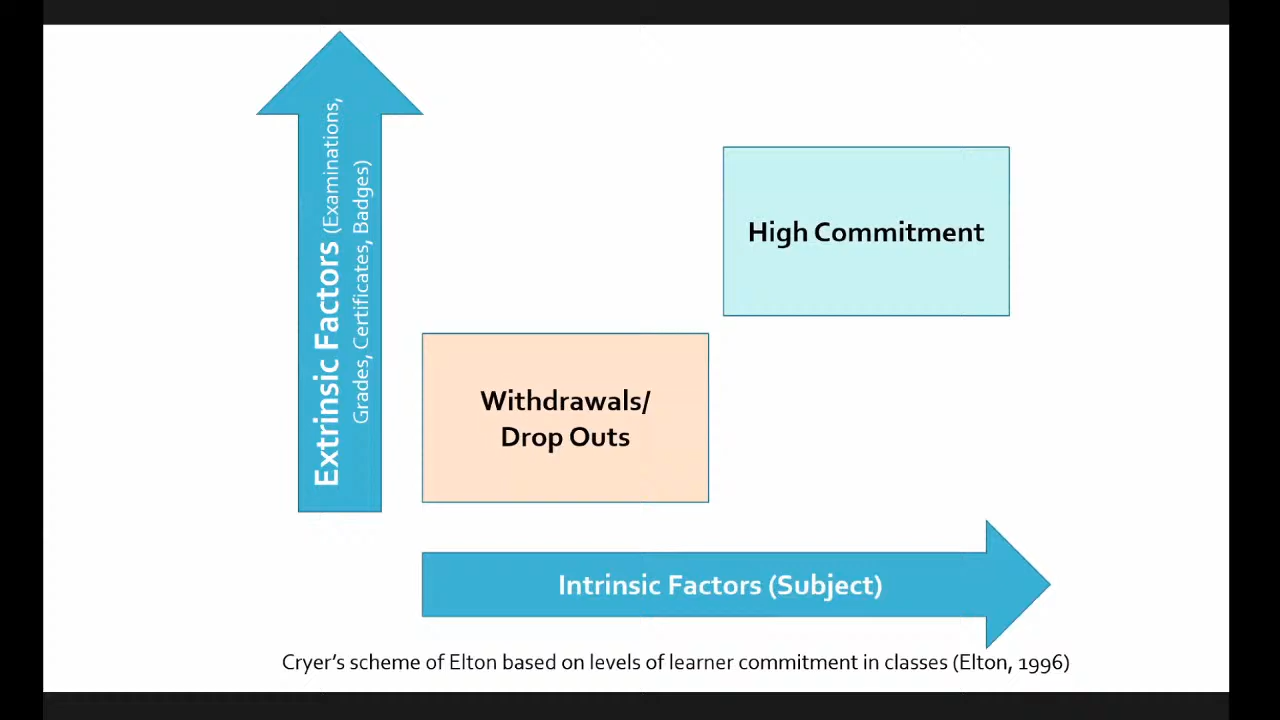 Extrinsic Factors (Examinations,
Grades, Certificates, Badges)
High Commitment
Withdrawals/
Drop Outs
Intrinsic Factors (Subject)
Cryer's scheme of Elton based on levels of learner commitment in classes (Elton, 1996)